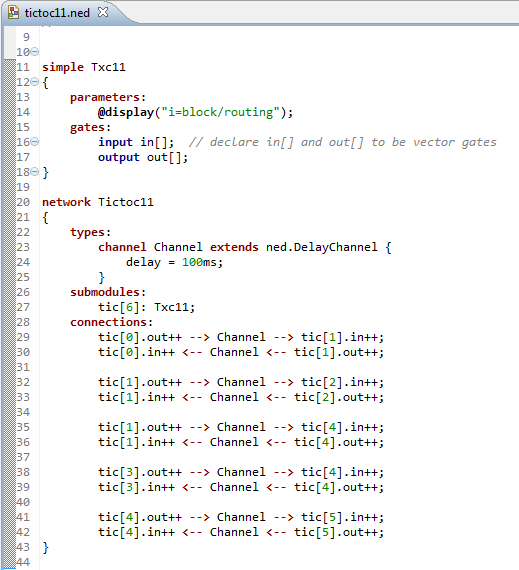 tictoc11.ned
9
10
11 simple Txc11
12 {
13     parameters:
14         @display("i=block/routing");
15     gates:
16         input in[];  // declare in[] and out[] to be vector gates
17         output out[];
18 }
19
20 network Tictoc11
21 {
22     types:
23         channel Channel extends ned.DelayChannel {
24             delay = 100ms;
25         }
26     submodules:
27         tic[6]: Txc11;
28     connections:
29         tic[0].out++ --> Channel --> tic[1].in++;
30         tic[0].in++ <-- Channel <-- tic[1].out++;
31
32         tic[1].out++ --> Channel --> tic[2].in++;
33         tic[1].in++ <-- Channel <-- tic[2].out++;
34
35         tic[1].out++ --> Channel --> tic[4].in++;
36         tic[1].in++ <-- Channel <-- tic[4].out++;
37
38         tic[3].out++ --> Channel --> tic[4].in++;
39         tic[3].in++ <-- Channel <-- tic[4].out++;
40
41         tic[4].out++ --> Channel --> tic[5].in++;
42         tic[4].in++ <-- Channel <-- tic[5].out++;
43 }
44